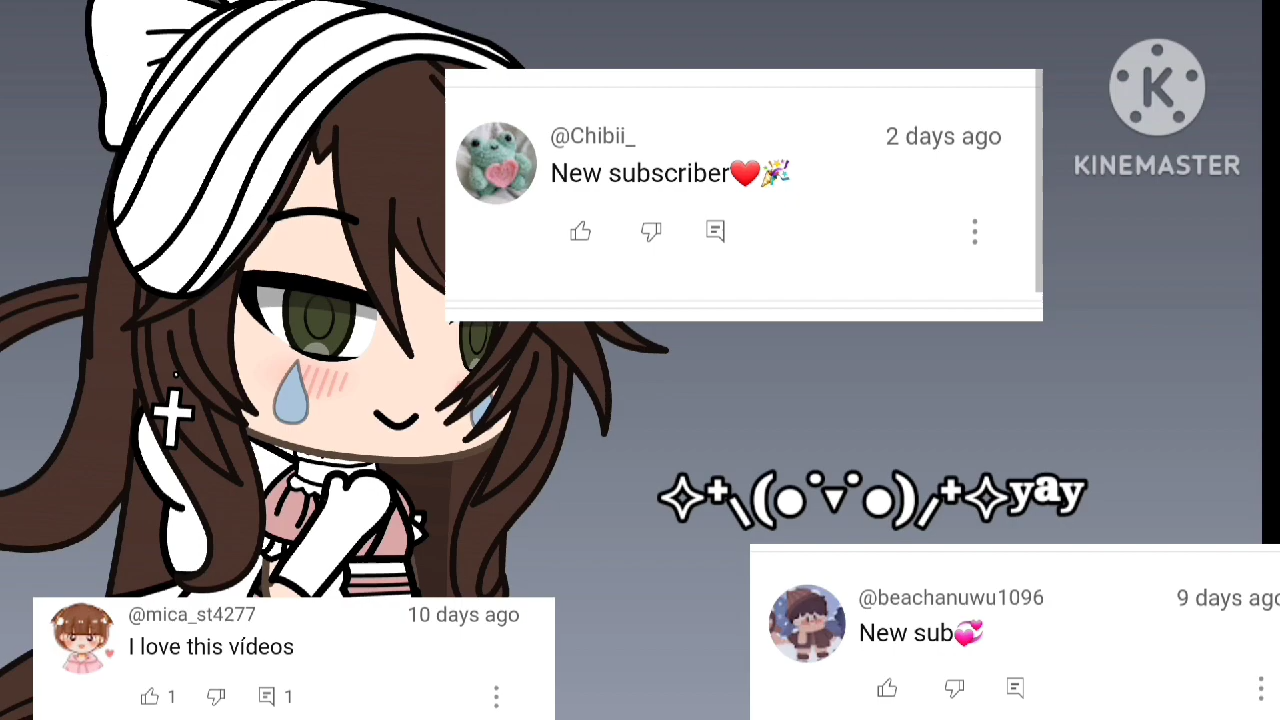 @Chibii_ 2 days ago
New subscriber❤️🎉
K
KINEMASTER
✧⁺⸜(●˙▾˙●)⸝⁺✧ʸᵃʸ
@mica_st4277 10 days ago
I love this vídeos
1 1
@beachanuwu1096 9 days ago
New sub💞